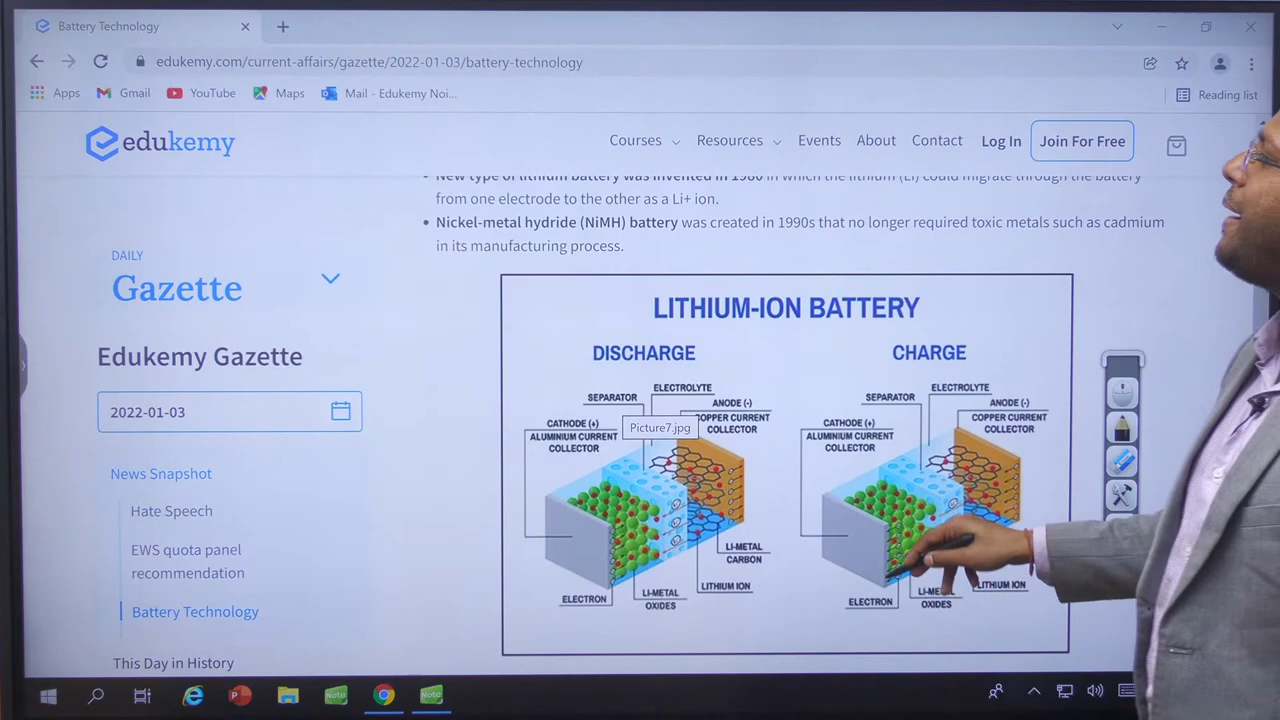 Battery Technology
edukemy.com/current-affairs/gazette/2022-01-03/battery-technology
Apps Gmail YouTube Maps Mail - Edukemy Noi... Reading list
edukemy
Courses Resources Events About Contact Log In Join For Free
• New type of lithium battery was invented in 1980 in which the lithium (Li) could migrate through the battery
from one electrode to the other as a Li+ ion.
• Nickel-metal hydride (NiMH) battery was created in 1990s that no longer required toxic metals such as cadmium
in its manufacturing process.
DAILY
Gazette
Edukemy Gazette
2022-01-03
News Snapshot
Hate Speech
EWS quota panel
recommendation
Battery Technology
This Day in History
LITHIUM-ION BATTERY
DISCHARGE
ELECTROLYTE
SEPARATOR
ANODE (-)
COPPER CURRENT
COLLECTOR
CATHODE (+)
ALUMINIUM CURRENT
COLLECTOR
Picture7.jpg
LI-METAL
CARBON
LITHIUM ION
LI-METAL
OXIDES
ELECTRON
CHARGE
ELECTROLYTE
SEPARATOR
ANODE (-)
COPPER CURRENT
COLLECTOR
CATHODE (+)
ALUMINIUM CURRENT
COLLECTOR
LITHIUM ION
OXIDES
ELECTRON
Note
Note